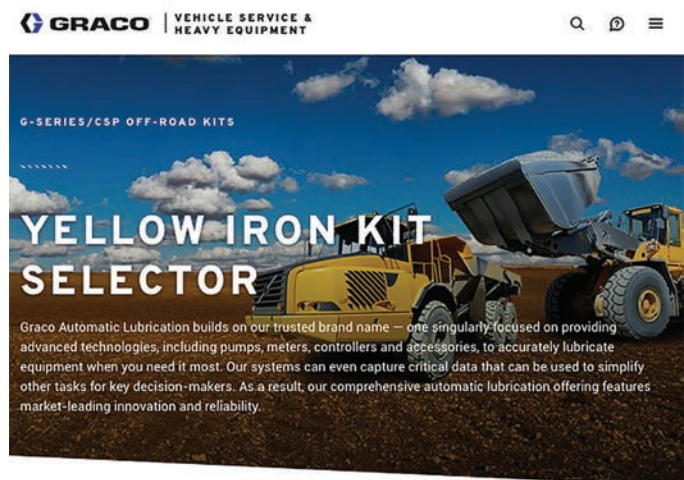 GRACO
VEHICLE SERVICE &
HEAVY EQUIPMENT
G-SERIES/CSP OFF-ROAD KITS
YELLOW IRON KIT
SELECTOR
Graco Automatic Lubrication builds on our trusted brand name — one singularly focused on providing
advanced technologies, including pumps, meters, controllers and accessories, to accurately lubricate
equipment when you need it most. Our systems can even capture critical data that can be used to simplify
other tasks for key decision-makers. As a result, our comprehensive automatic lubrication offering features
market-leading innovation and reliability.